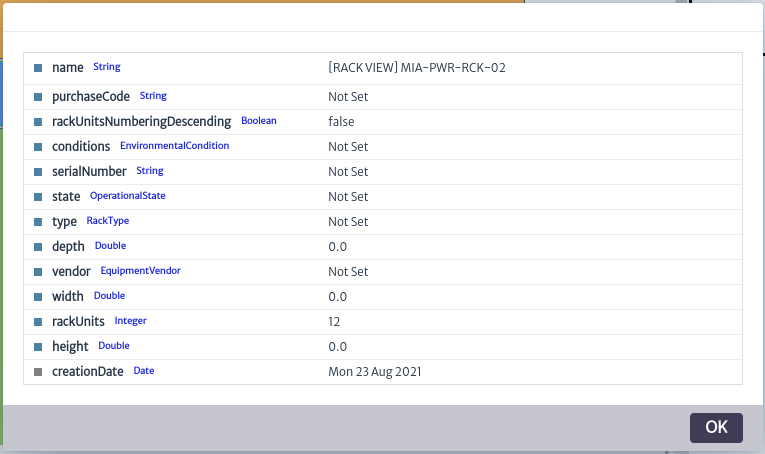 name String [RACK VIEW] MIA-PWR-RCK-02
purchaseCode String Not Set
rackUnitsNumberingDescending Boolean false
conditions EnvironmentalCondition Not Set
serialNumber String Not Set
state OperationalState Not Set
type RackType Not Set
depth Double 0.0
vendor EquipmentVendor Not Set
width Double 0.0
rackUnits Integer 12
height Double 0.0
creationDate Date Mon 23 Aug 2021
OK